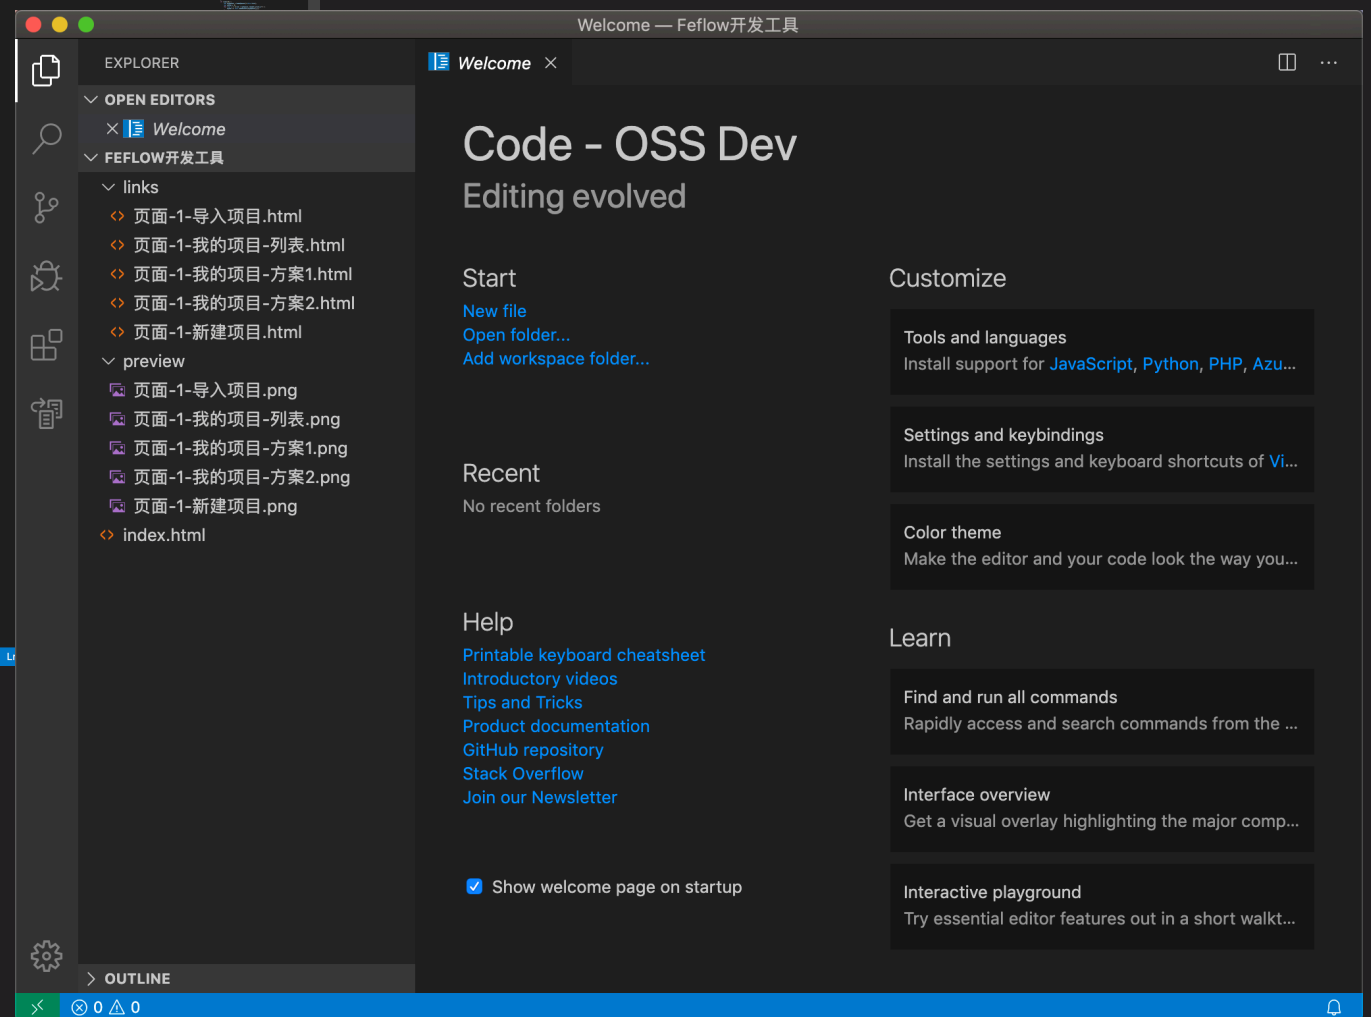 Welcome — Feflow开发工具
EXPLORER
OPEN EDITORS
Welcome
FEFLOW开发工具
links
页面-1-导入项目.html
页面-1-我的项目-列表.html
页面-1-我的项目-方案1.html
页面-1-我的项目-方案2.html
页面-1-新建项目.html
preview
页面-1-导入项目.png
页面-1-我的项目-列表.png
页面-1-我的项目-方案1.png
页面-1-我的项目-方案2.png
页面-1-新建项目.png
index.html
OUTLINE
Welcome
Code - OSS Dev
Editing evolved
Start
New file
Open folder...
Add workspace folder...
Recent
No recent folders
Help
Printable keyboard cheatsheet
Introductory videos
Tips and Tricks
Product documentation
GitHub repository
Stack Overflow
Join our Newsletter
Show welcome page on startup
Customize
Tools and languages
Install support for JavaScript, Python, PHP, Azu...
Settings and keybindings
Install the settings and keyboard shortcuts of Vi...
Color theme
Make the editor and your code look the way you...
Learn
Find and run all commands
Rapidly access and search commands from the ...
Interface overview
Get a visual overlay highlighting the major comp...
Interactive playground
Try essential editor features out in a short walkt...
0 0